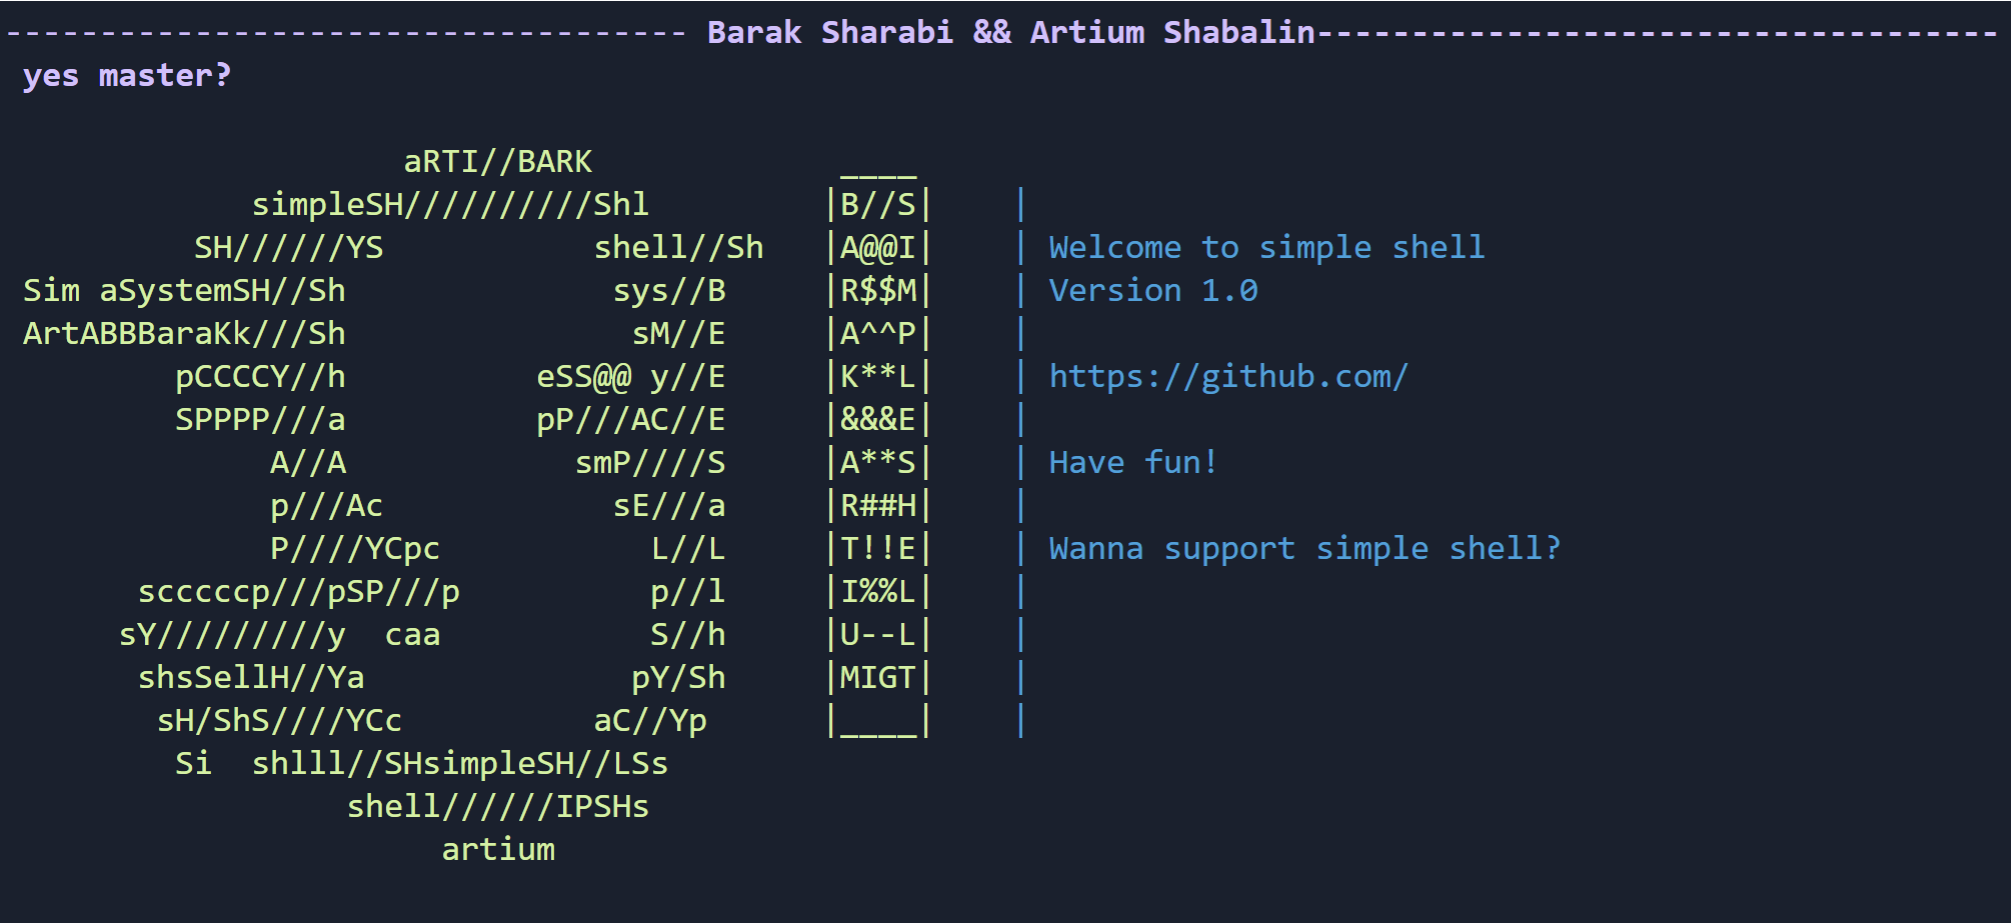 ------------------------------------ Barak Sharabi && Artium Shabalin------------------------------------
yes master?
                    aRTI//BARK             ____
            simpleSH//////////Shl         |B//S|    |
         SH//////YS           shell//Sh   |A@@I|    | Welcome to simple shell
Sim aSystemSH//Sh              sys//B     |R$$M|    | Version 1.0
ArtABBBaraKk///Sh               sM//E     |A^^P|    |
        pCCCCY//h          eSS@@ y//E     |K**L|    | https://github.com/
        SPPPP///a          pP///AC//E     |&&&E|    |
             A//A            smP////S     |A**S|    | Have fun!
             p///Ac            sE///a     |R##H|    |
             P////YCpc           L//L     |T!!E|    | Wanna support simple shell?
      scccccp///pSP///p          p//l     |I%%L|    |
     sY/////////y  caa           S//h     |U--L|    |
      shsSellH//Ya              pY/Sh     |MIGT|    |
       sH/ShS////YCc          aC//Yp      |____|    |
        Si  shlll//SHsimpleSH//LSs
                 shell//////IPSHs
                      artium